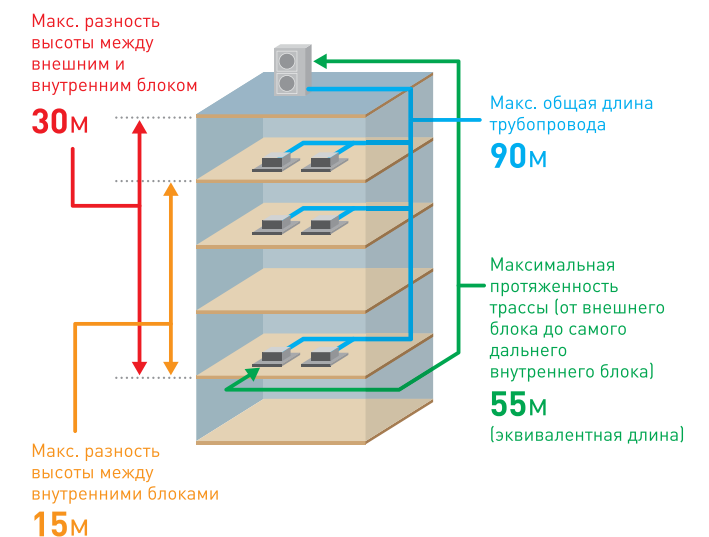 Макс. разность
высоты между
внешним и
внутренним блоком
30м
Макс. общая длина
трубопровода
90м
Максимальная
протяженность
трассы (от внешнего
блока до самого
дальнего
внутреннего блока)
55м
(эквивалентная длина)
Макс. разность
высоты между
внутренними блоками
15м